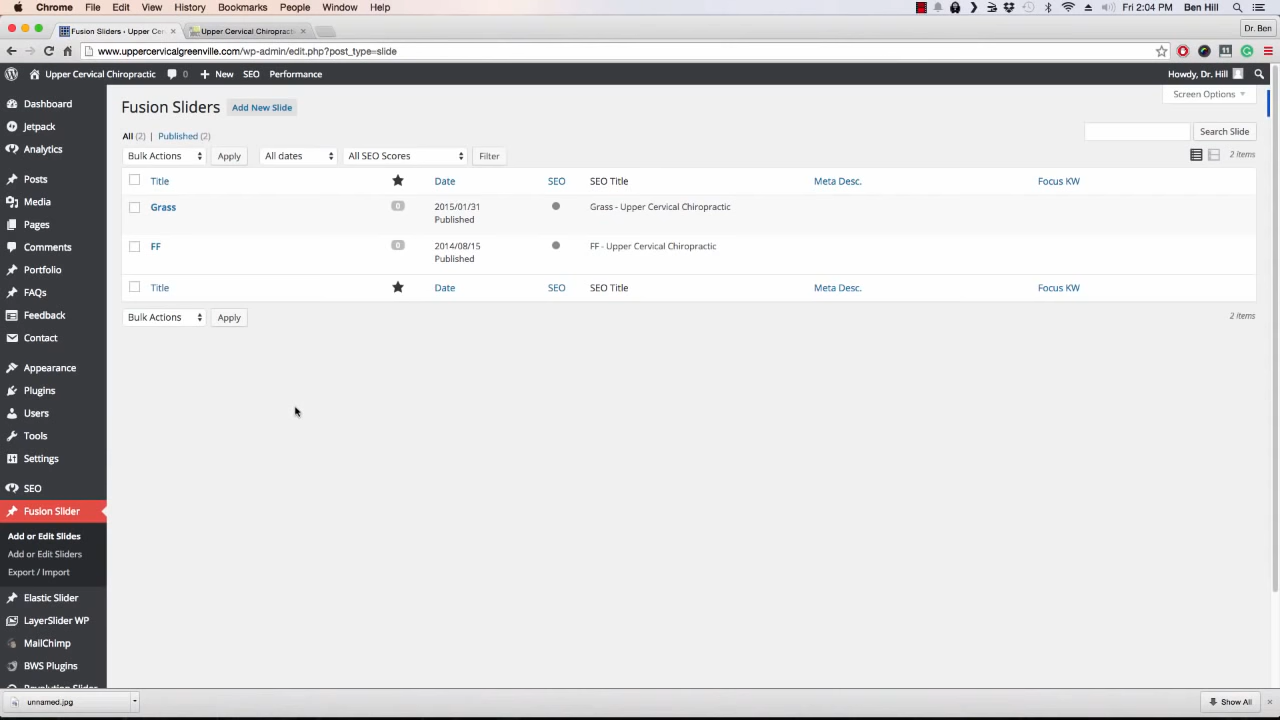 Chrome File Edit View History Bookmarks People Window Help Fri 2:04 PM Ben Hill
Fusion Sliders ‹ Upper Cer × Upper Cervical Chiropractic × Dr. Ben
www.uppercervicalgreenville.com/wp-admin/edit.php?post_type=slide
Upper Cervical Chiropractic 0 + New SEO Performance Howdy, Dr. Hill
Dashboard
Jetpack
Analytics
Posts
Media
Pages
Comments
Portfolio
FAQs
Feedback
Contact
Appearance
Plugins
Users
Tools
Settings
SEO
Fusion Slider
Add or Edit Slides
Add or Edit Sliders
Export / Import
Elastic Slider
LayerSlider WP
MailChimp
BWS Plugins
Revolution Slider
Screen Options
Fusion Sliders Add New Slide
All (2) | Published (2) Search Slide
Bulk Actions Apply All dates All SEO Scores Filter 2 items
Title Date SEO SEO Title Meta Desc. Focus KW
Grass 0 2015/01/31 Grass - Upper Cervical Chiropractic
Published
FF 0 2014/08/15 FF - Upper Cervical Chiropractic
Published
Title Date SEO SEO Title Meta Desc. Focus KW
Bulk Actions Apply 2 items
unnamed.jpg Show All